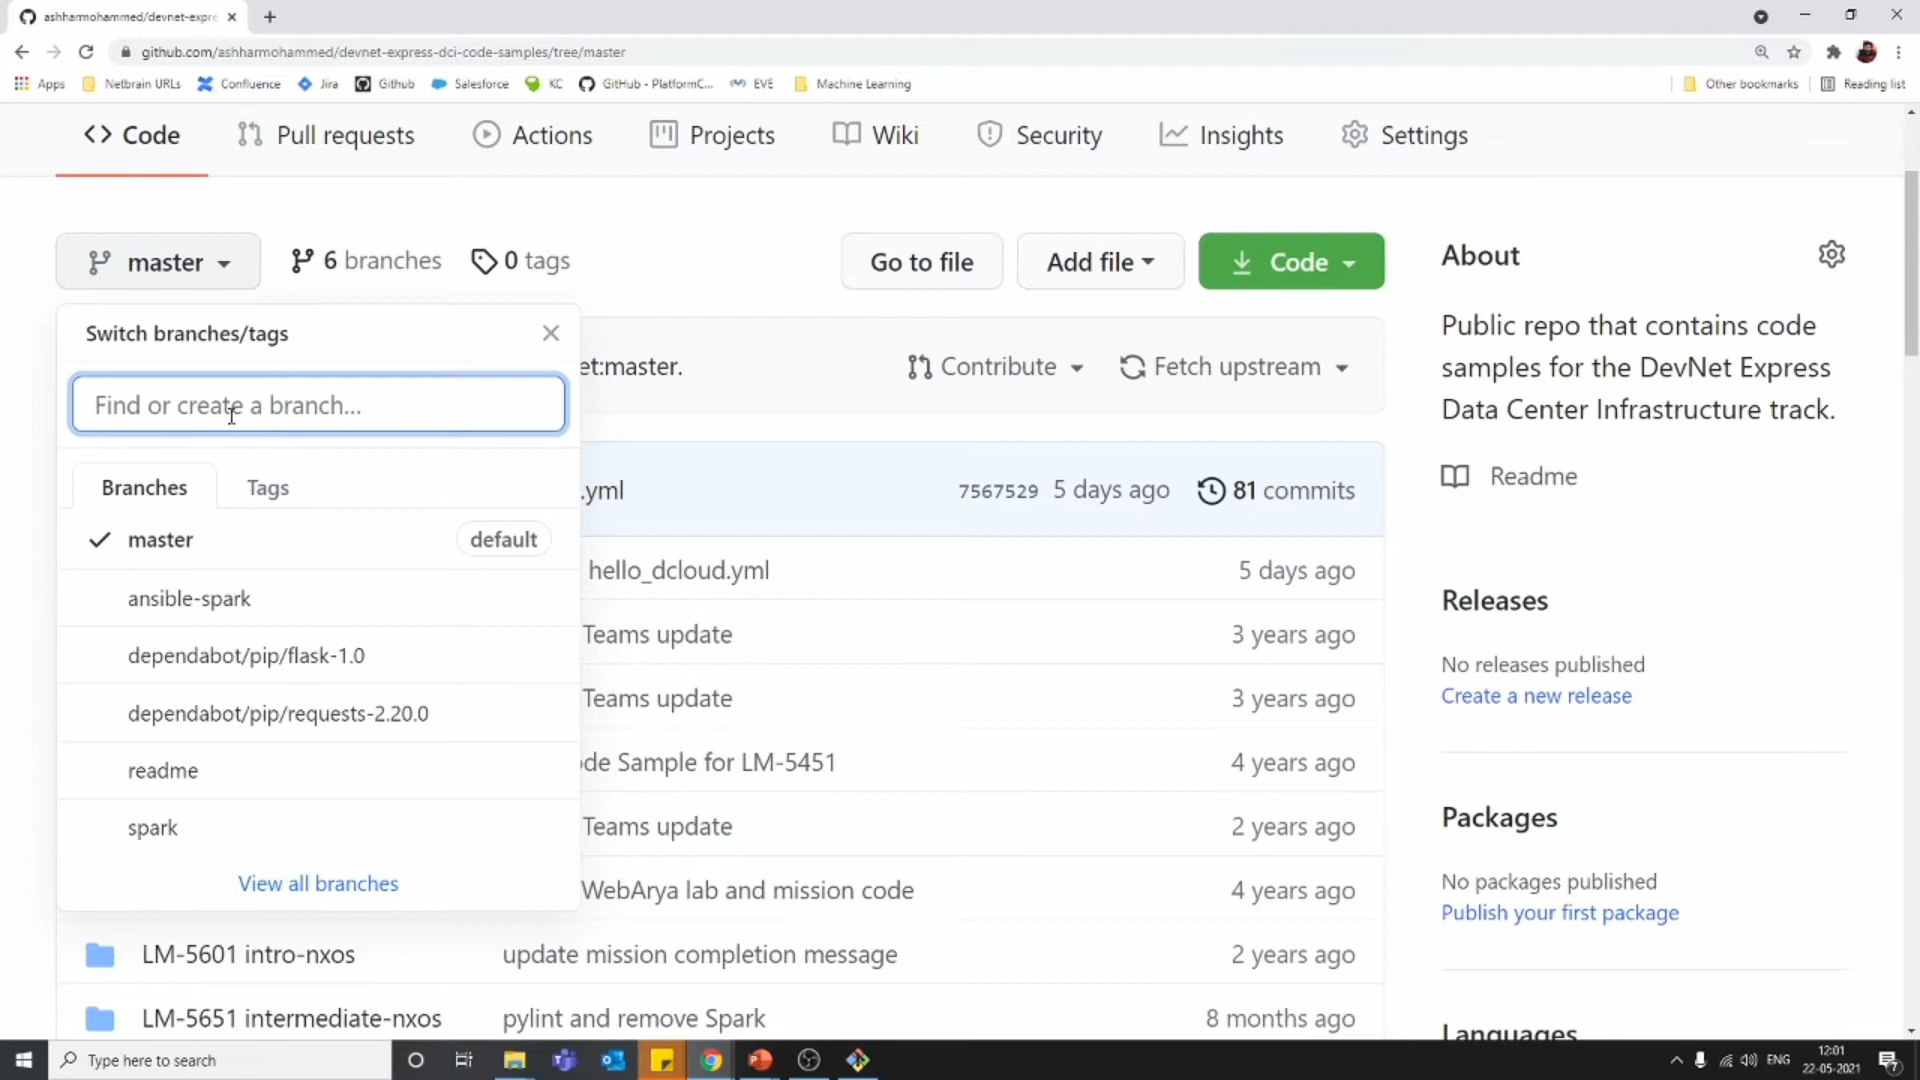 ashharmohammed/devnet-expre
github.com/ashharmohammed/devnet-express-dci-code-samples/tree/master
Apps Netbrain URLs Confluence Jira Github Salesforce KC GitHub - PlatformC... EVE Machine Learning Other bookmarks Reading list
Code Pull requests Actions Projects Wiki Security Insights Settings
master 6 branches 0 tags Go to file Add file Code
About
Public repo that contains code
samples for the DevNet Express
Data Center Infrastructure track.
Readme
Releases
No releases published
Create a new release
Packages
No packages published
Publish your first package
Languages
Switch branches/tags
Find or create a branch...
Branches Tags
master default
ansible-spark
dependabot/pip/flask-1.0
dependabot/pip/requests-2.20.0
readme
spark
View all branches
et:master. Contribute Fetch upstream
.yml 7567529 5 days ago 81 commits
hello_dcloud.yml 5 days ago
Teams update 3 years ago
Teams update 3 years ago
de Sample for LM-5451 4 years ago
Teams update 2 years ago
WebArya lab and mission code 4 years ago
LM-5601 intro-nxos update mission completion message 2 years ago
LM-5651 intermediate-nxos pylint and remove Spark 8 months ago
Type here to search
ENG
12:01
22-05-2021
7